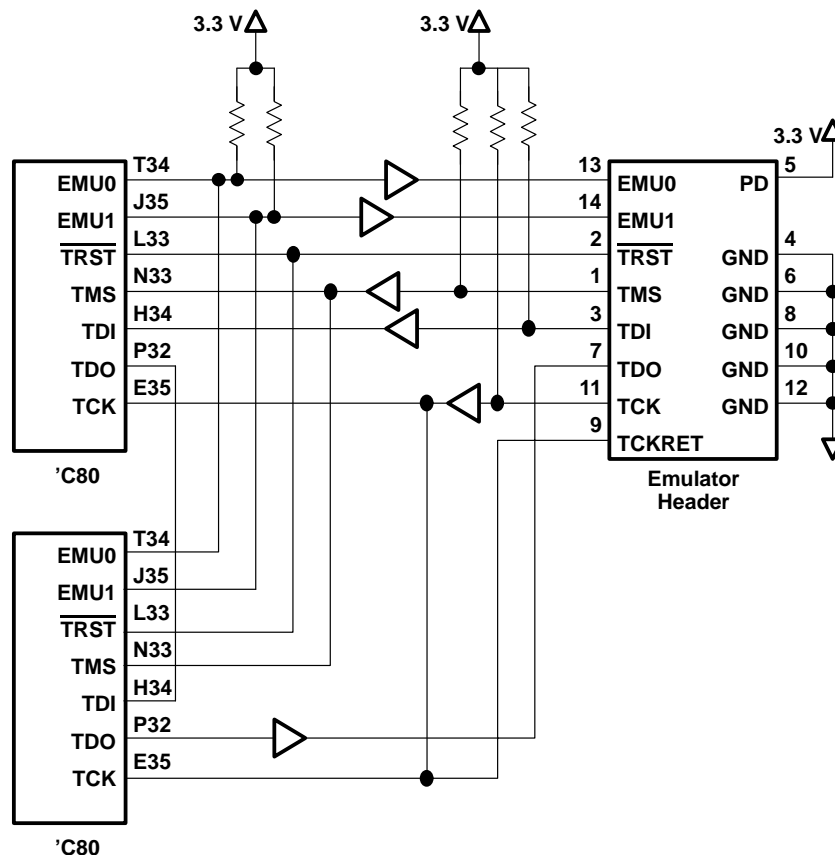 3.3 V
3.3 V
3.3 V
EMU0
T34
EMU1
J35
TRST
L33
TMS
N33
TDI
H34
TDO
P32
TCK
E35
'C80
13
EMU0
14
EMU1
2
TRST
1
TMS
3
TDI
7
TDO
11
TCK
9
TCKRET
PD
5
GND
4
GND
6
GND
8
GND
10
GND
12
Emulator
Header
EMU0
T34
EMU1
J35
TRST
L33
TMS
N33
TDI
H34
TDO
P32
TCK
E35
'C80